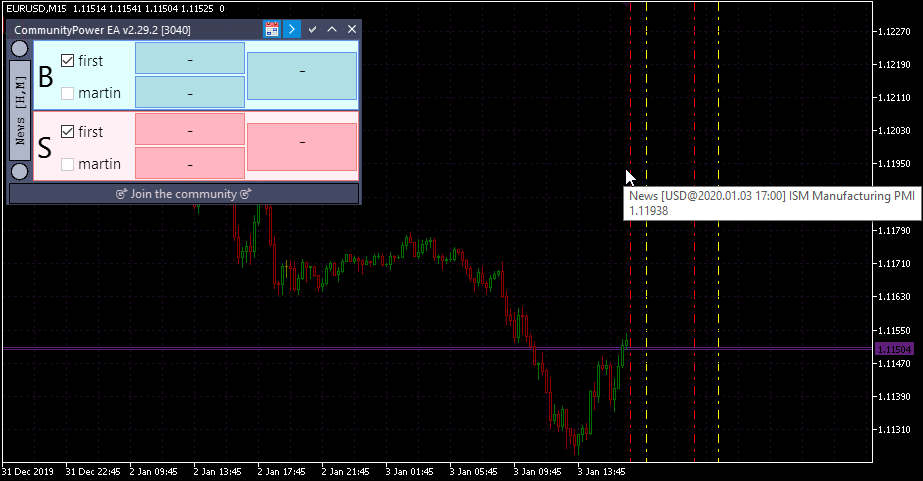 EURUSD,M15 1.11514 1.11541 1.11504 1.11525 0
CommunityPower EA v2.29.2 [3040]
News [H,M]
B
first
martin
-
-
-
S
first
martin
-
-
-
Join the community
News [USD@2020.01.03 17:00] ISM Manufacturing PMI
1.11938
1.12270
1.12190
1.12110
1.12030
1.11950
1.11790
1.11710
1.11630
1.11550
1.11504
1.11470
1.11390
1.11310
31 Dec 2019
31 Dec 22:45
2 Jan 09:45
2 Jan 13:45
2 Jan 17:45
2 Jan 21:45
3 Jan 01:45
3 Jan 05:45
3 Jan 09:45
3 Jan 13:45